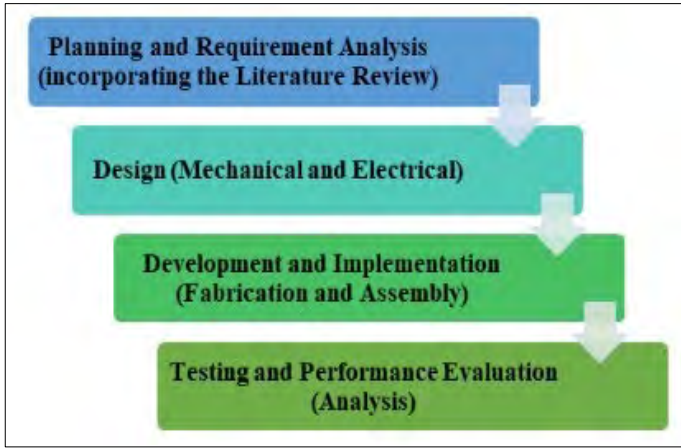 Planning and Requirement Analysis
(incorporating the Literature Review)
Design (Mechanical and Electrical)
Development and Implementation
(Fabrication and Assembly)
Testing and Performance Evaluation
(Analysis)